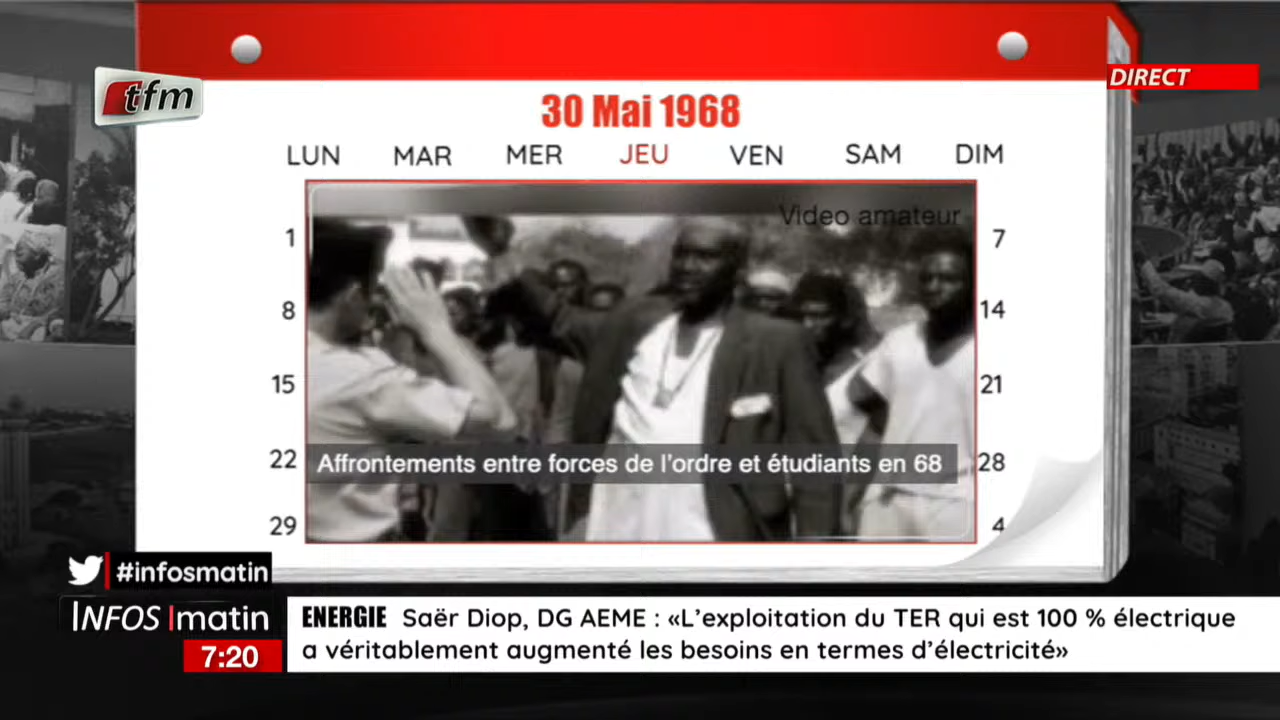 tfm
DIRECT
30 Mai 1968
LUN MAR MER JEU VEN SAM DIM
Video amateur
1 7
8 14
15 21
22 28
Affrontements entre forces de l'ordre et étudiants en 68
29 4
#infosmatin
INFOS matin
7:20
ENERGIE Saër Diop, DG AEME : «L'exploitation du TER qui est 100 % électrique
a véritablement augmenté les besoins en termes d'électricité»